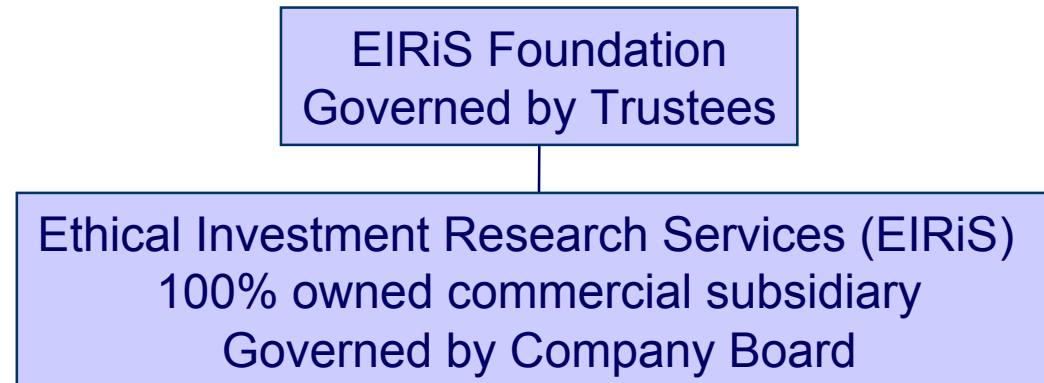 EIRiS Foundation
Governed by Trustees
Ethical Investment Research Services (EIRiS)
100% owned commercial subsidiary
Governed by Company Board